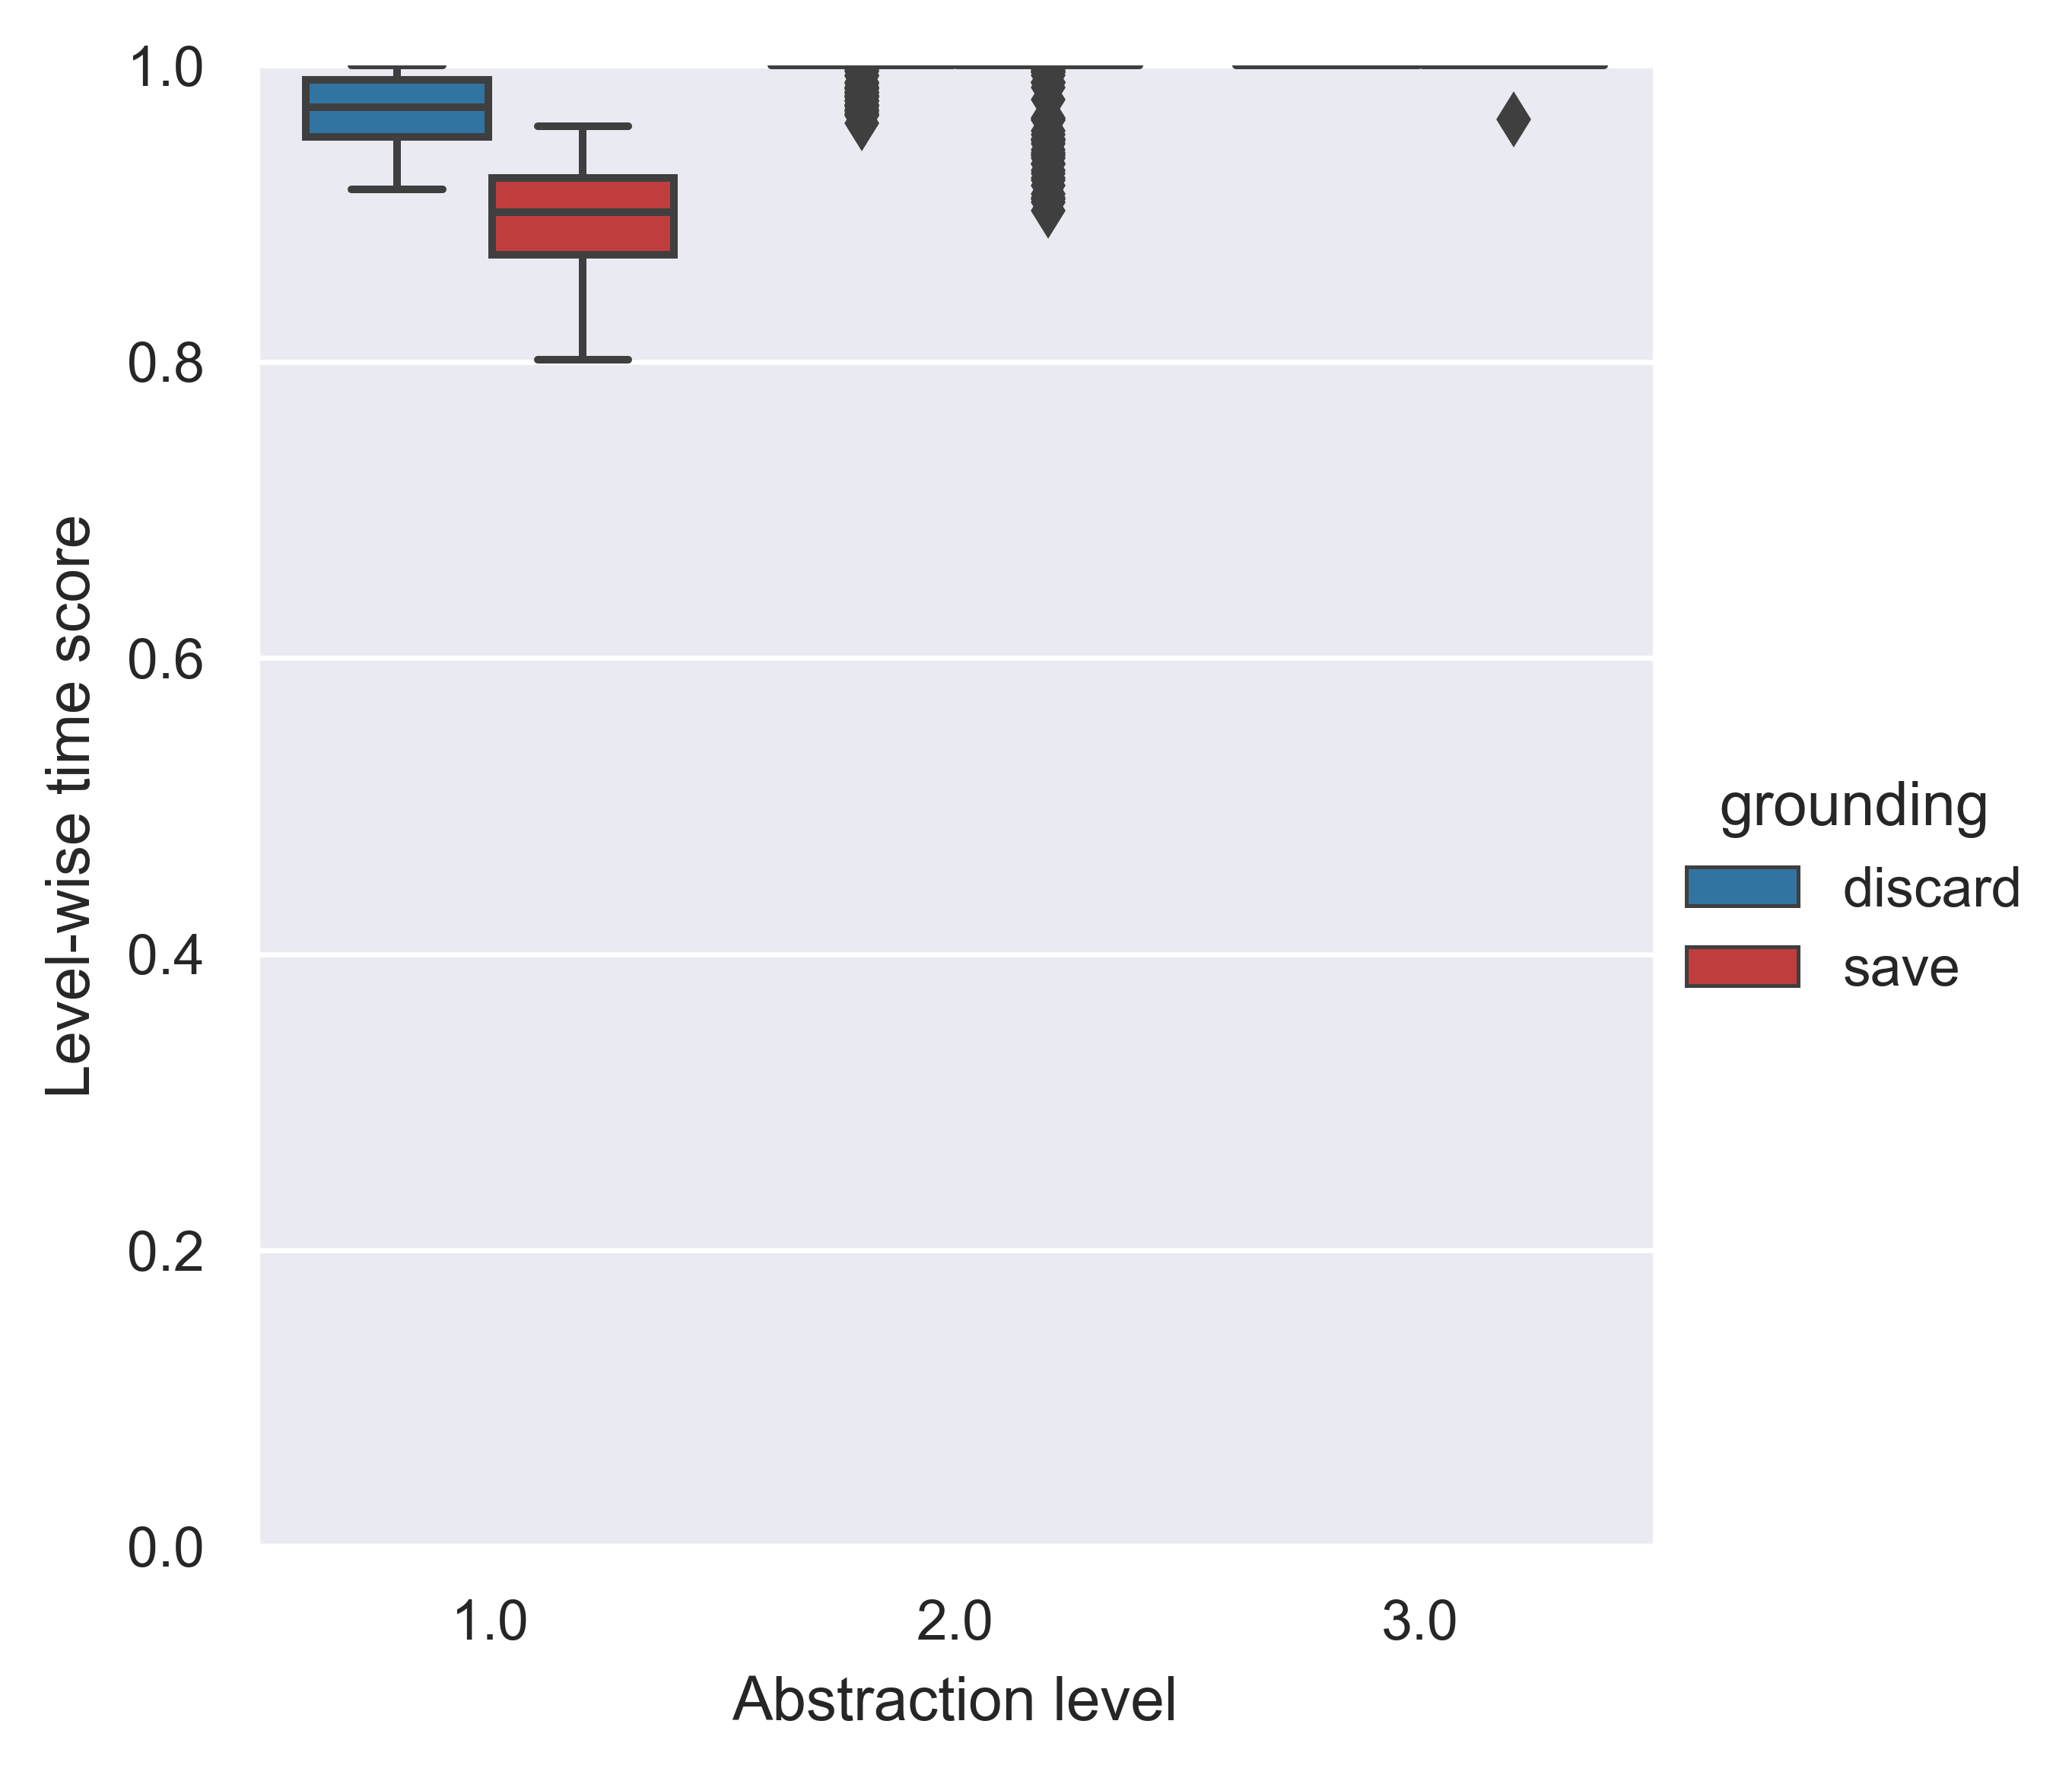 Level-wise time score
1.0
0.8
0.6
0.4
0.2
0.0
1.0 2.0 3.0
Abstraction level
grounding
discard
save